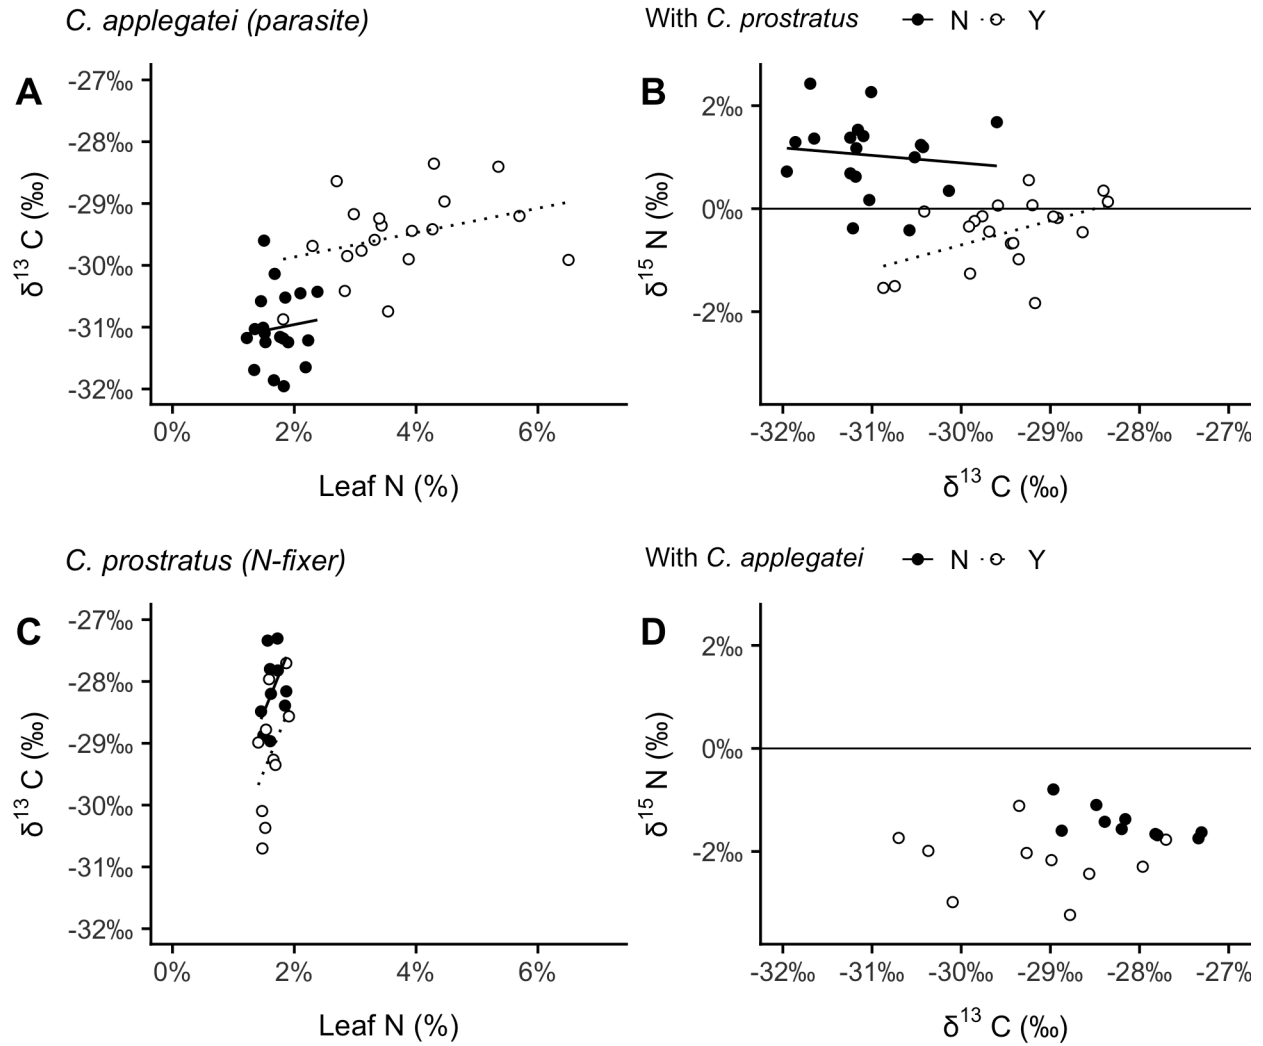 C. applegatei (parasite)
With C. prostratus N Y
A
-27‰
-28‰
-29‰
-30‰
-31‰
-32‰
δ13 C (‰)
0% 2% 4% 6%
Leaf N (%)
B
2‰
0‰
-2‰
δ15 N (‰)
-32‰ -31‰ -30‰ -29‰ -28‰ -27‰
δ13 C (‰)
C. prostratus (N-fixer)
With C. applegatei N Y
C
-27‰
-28‰
-29‰
-30‰
-31‰
-32‰
δ13 C (‰)
0% 2% 4% 6%
Leaf N (%)
D
2‰
0‰
-2‰
δ15 N (‰)
-32‰ -31‰ -30‰ -29‰ -28‰ -27‰
δ13 C (‰)